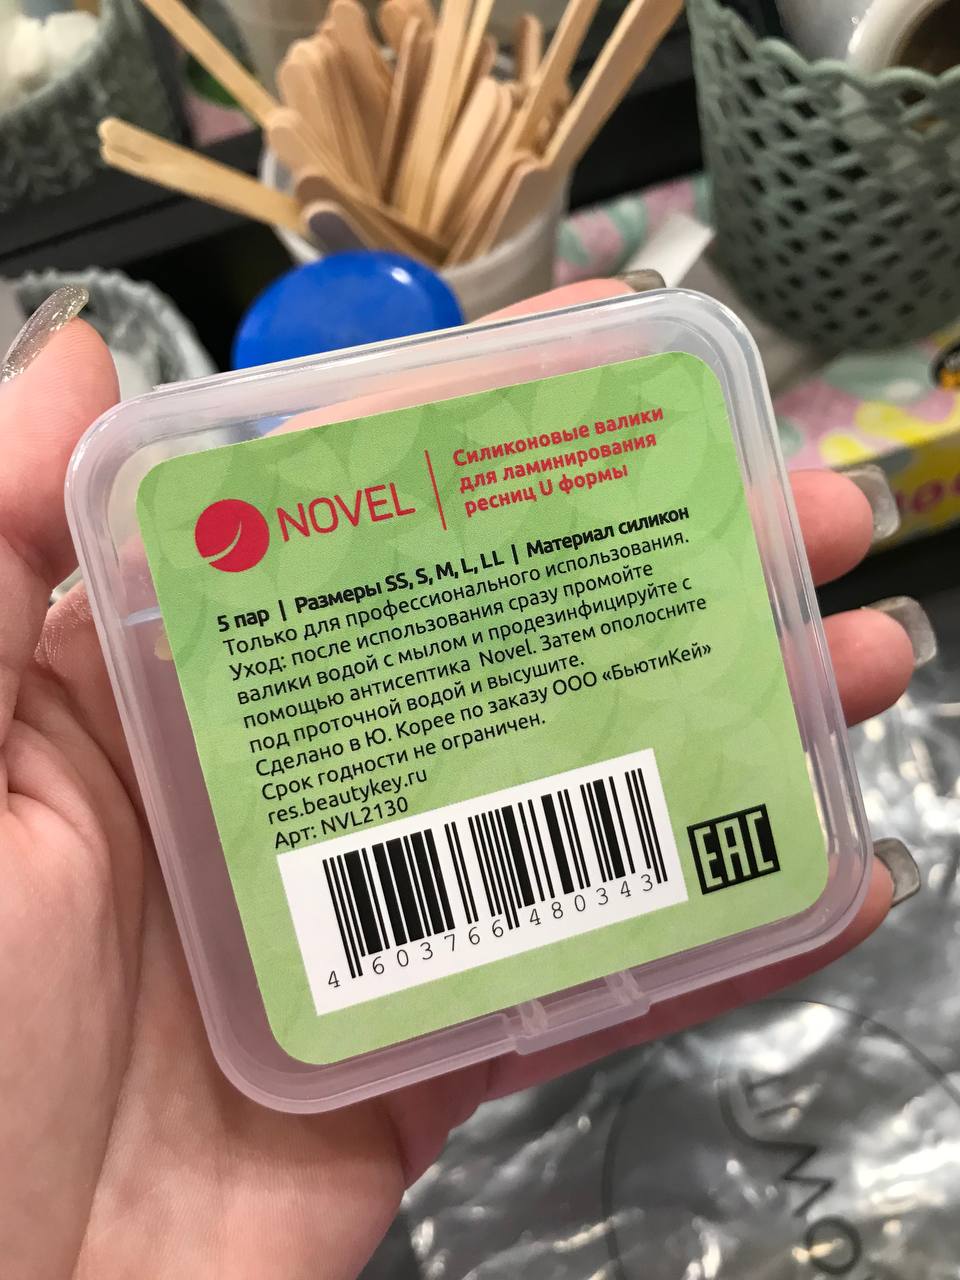 NOVEL
Силиконовые валики
для ламинирования
ресниц U формы
5 пар | Размеры SS, S, M, L, LL | Материал силикон
Только для профессионального использования.
Уход: после использования сразу промойте
валики водой с мылом и продезинфицируйте с
помощью антисептика Novel. Затем ополосните
под проточной водой и высушите.
Сделано в Ю. Корее по заказу ООО «БьютиКей»
Срок годности не ограничен.
res.beautykey.ru
Арт: NVL2130
4 603766 480343
EAC